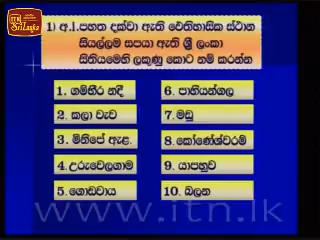 ශ්‍රී ලංකා
1) අ.I.පහත දක්වා ඇති ඓතිහාසික ස්ථාන
සියල්ලම සපයා ඇති ශ්‍රී ලංකා
සිතියමෙහි ලකුණු කොට නම් කරන්න
1. ගම්භීර නදී
2. කලා වැව
3. මිනිපේ ඇළ.
4. උරුවෙලගාම
5. ගොඩවාය
6. පාහියන්ගල
7. මඩු
8. කෝණේශ්වරම්
9. යාපහුව
10. බලන
www.itn.lk